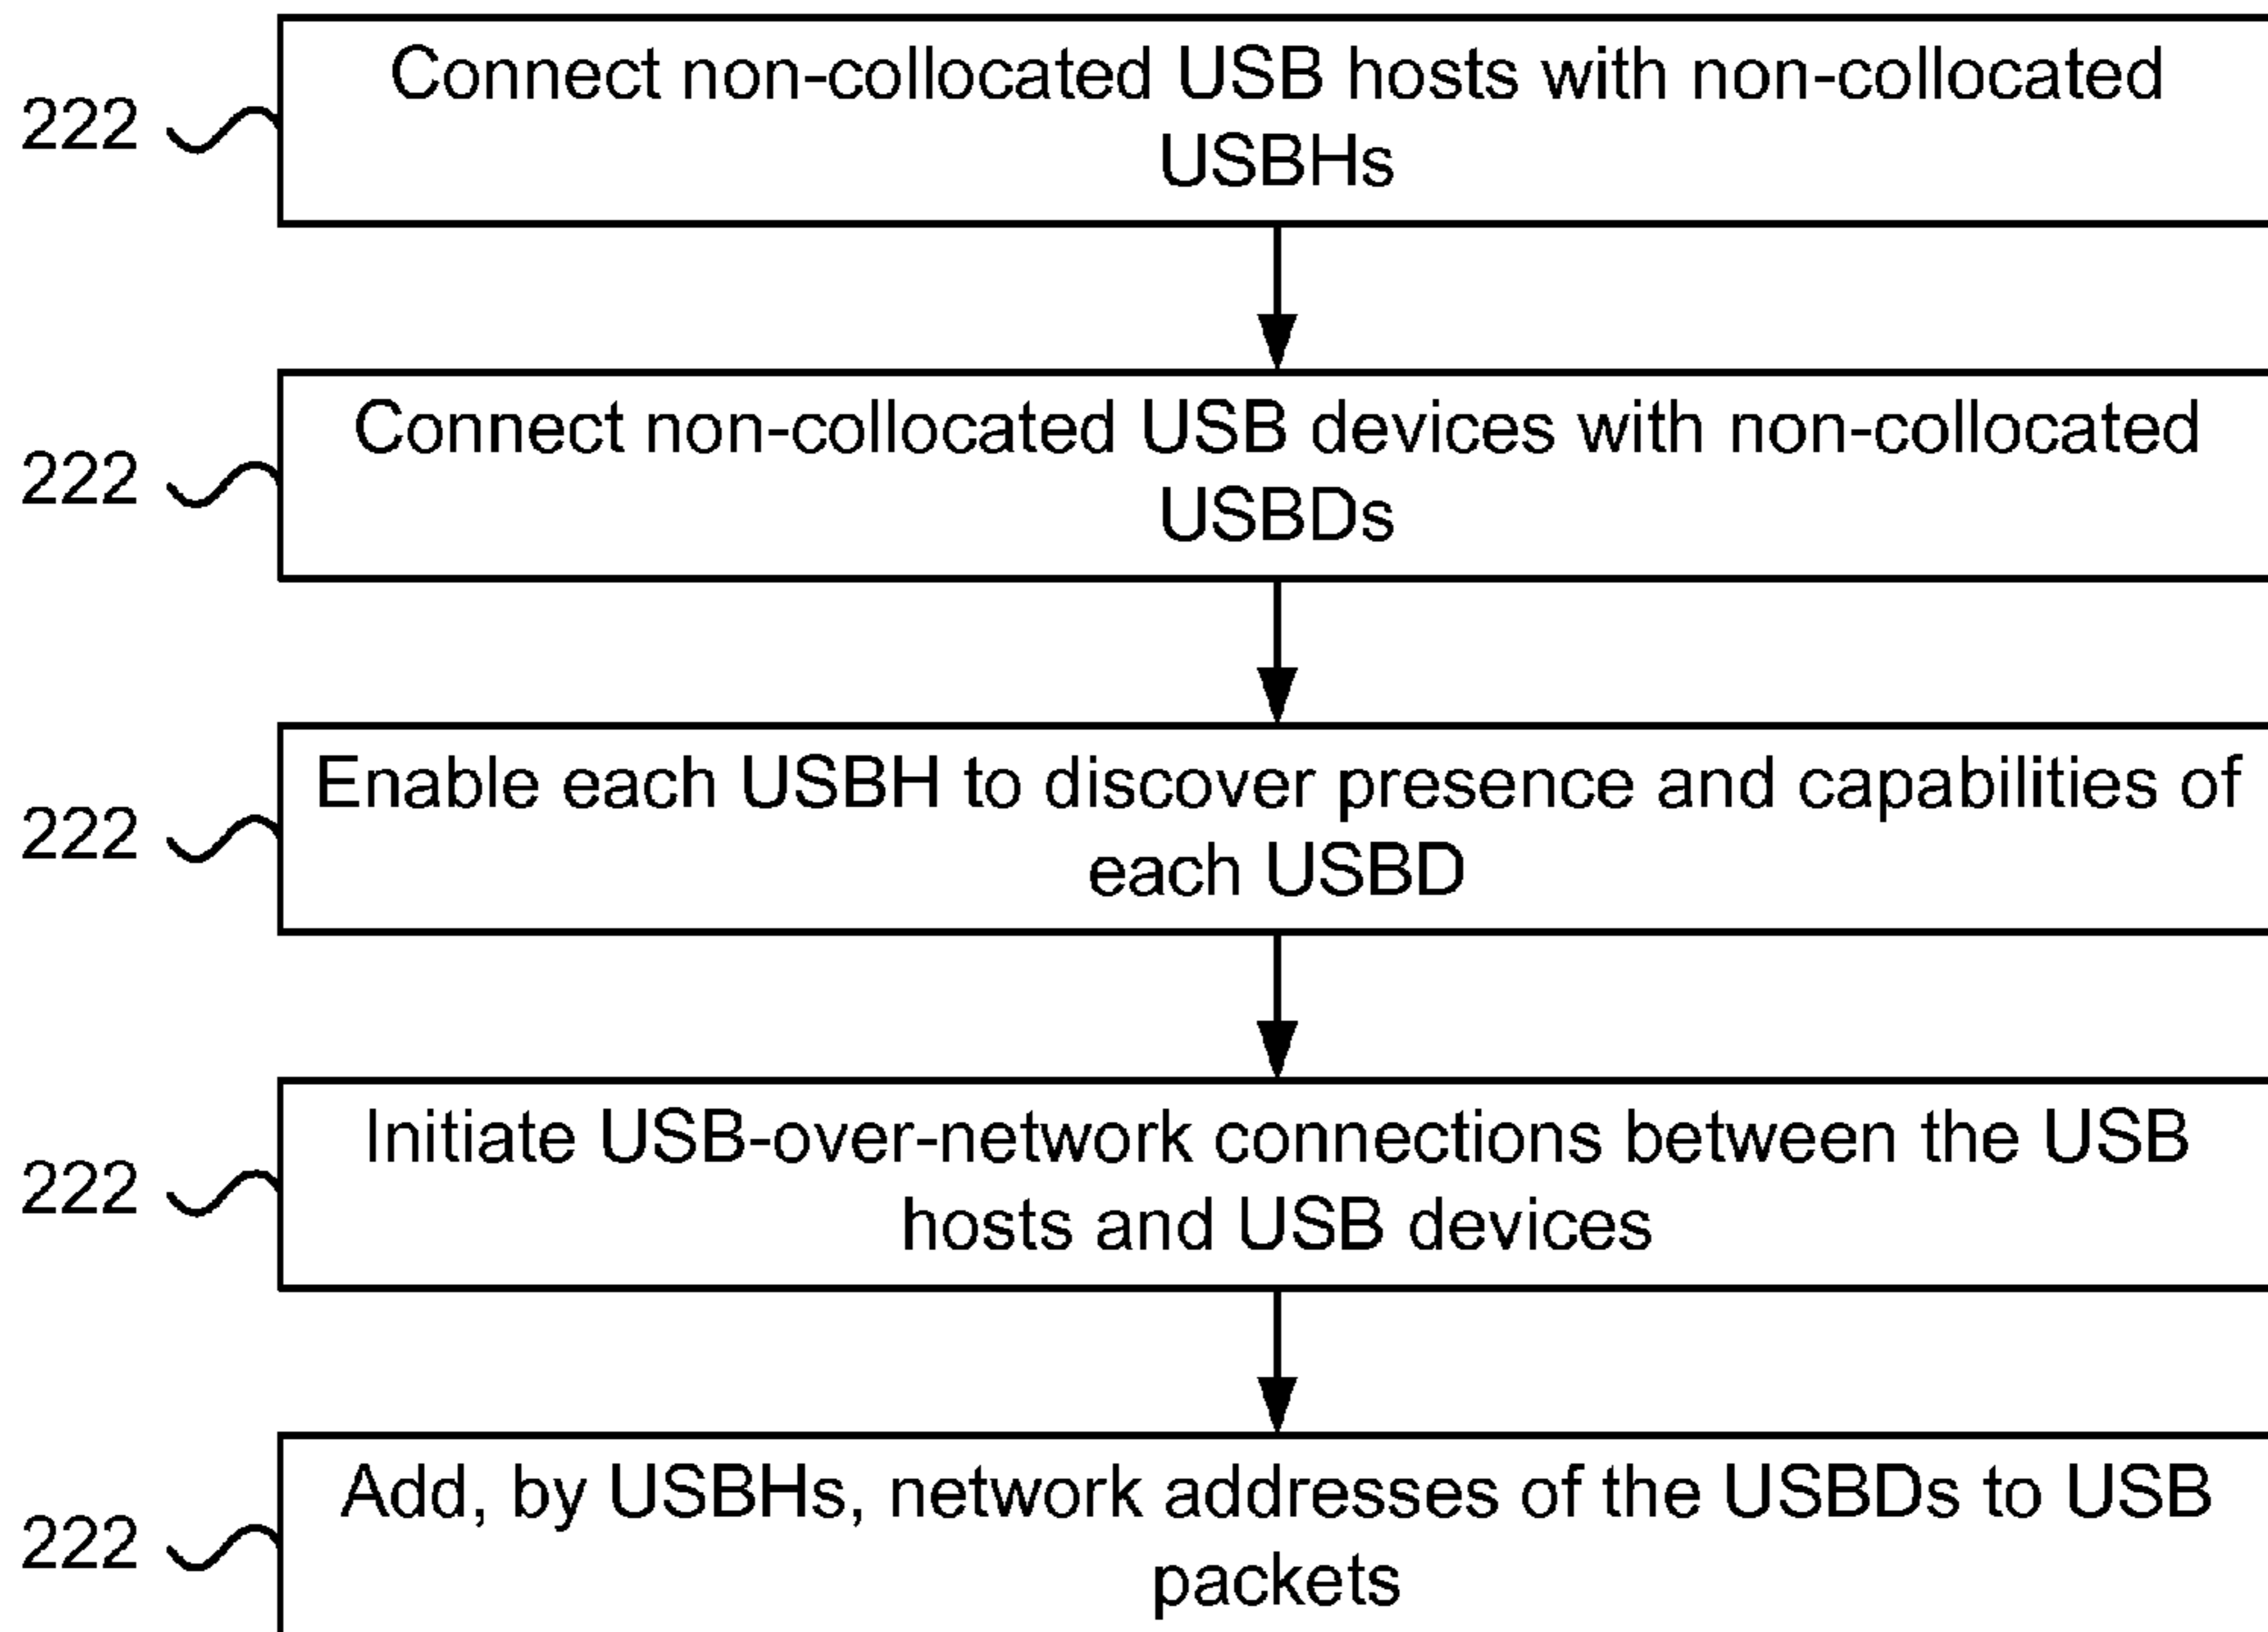 Connect non-collocated USB hosts with non-collocated
222
USBHs
Connect non-collocated USB devices with non-collocated
222
USBDs
Enable each USBH to discover presence and capabilities of
222
each USBD
Initiate USB-over-network connections between the USB
222
hosts and USB devices
Add, by USBHs, network addresses of the USBDs to USB
222
packets